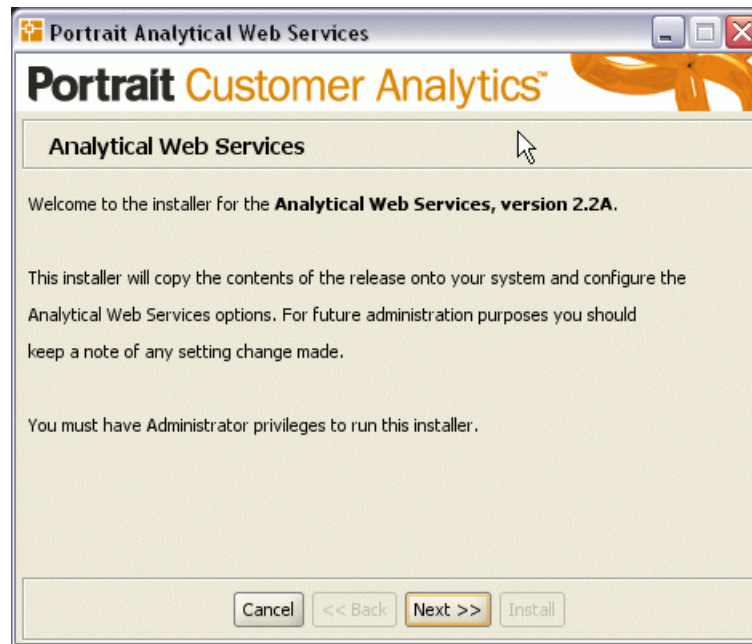 Portrait Analytical Web Services
Portrait Customer Analytics™
Analytical Web Services
Welcome to the installer for the Analytical Web Services, version 2.2A.
This installer will copy the contents of the release onto your system and configure the
Analytical Web Services options. For future administration purposes you should
keep a note of any setting change made.
You must have Administrator privileges to run this installer.
Cancel << Back Next >> Install